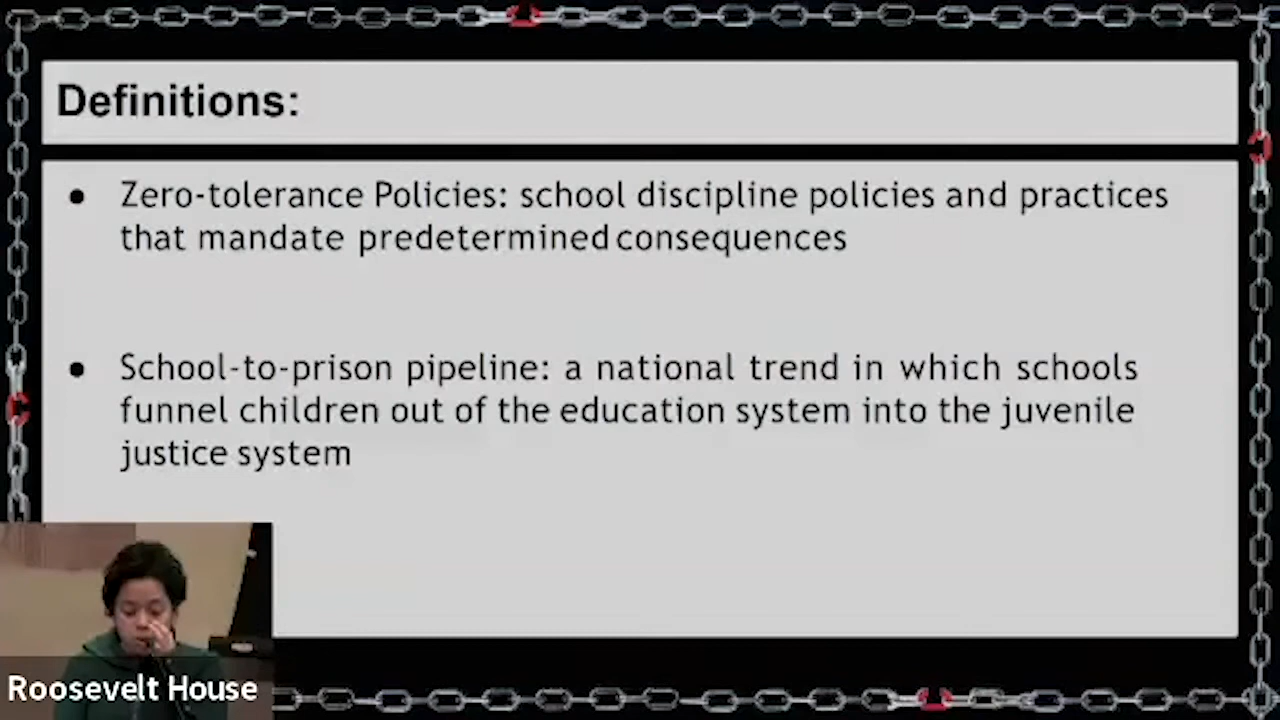 Definitions:
● Zero-tolerance Policies: school discipline policies and practices
that mandate predetermined consequences
● School-to-prison pipeline: a national trend in which schools
funnel children out of the education system into the juvenile
justice system
Roosevelt House